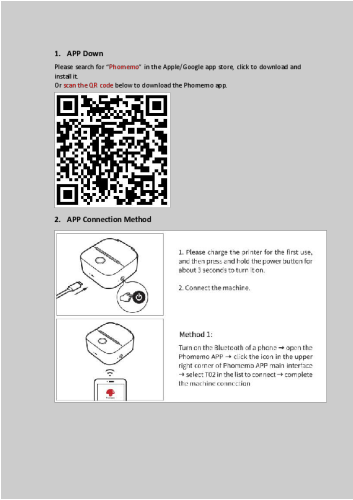 1. APP Down
Please search for "Phomemo" in the Apple/Google app store, click to download and
install it.
Or scan the QR code below to download the Phomemo app.
2. APP Connection Method
1. Please charge the printer for the first use,
and then press and hold the power button for
about 3 seconds to turn it on.
2. Connect the machine.
Method 1:
Turn on the Bluetooth of a phone → open the
Phomemo APP → click the icon in the upper
right corner of Phomemo APP main interface
→ select T02 in the list to connect → complete
the machine connection